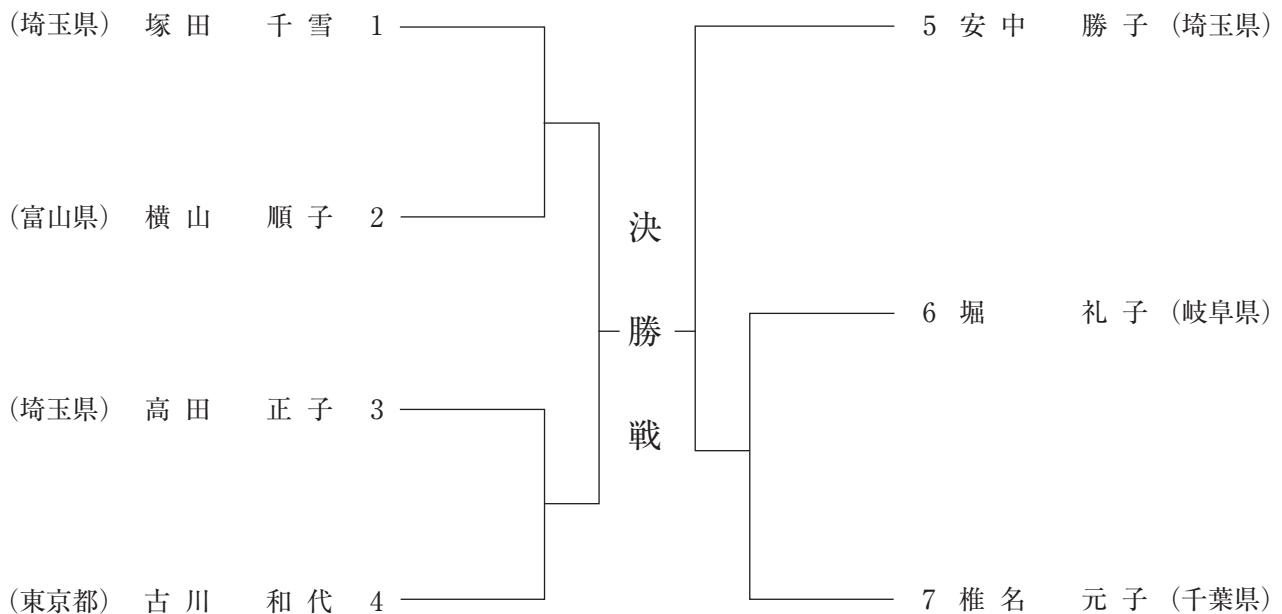 (埼玉県) 塚田 千雪 1
(富山県) 横山 順子 2
(埼玉県) 高田 正子 3
(東京都) 古川 和代 4
決勝戦
5 安中 勝子 (埼玉県)
6 堀 礼子 (岐阜県)
7 椎名 元子 (千葉県)